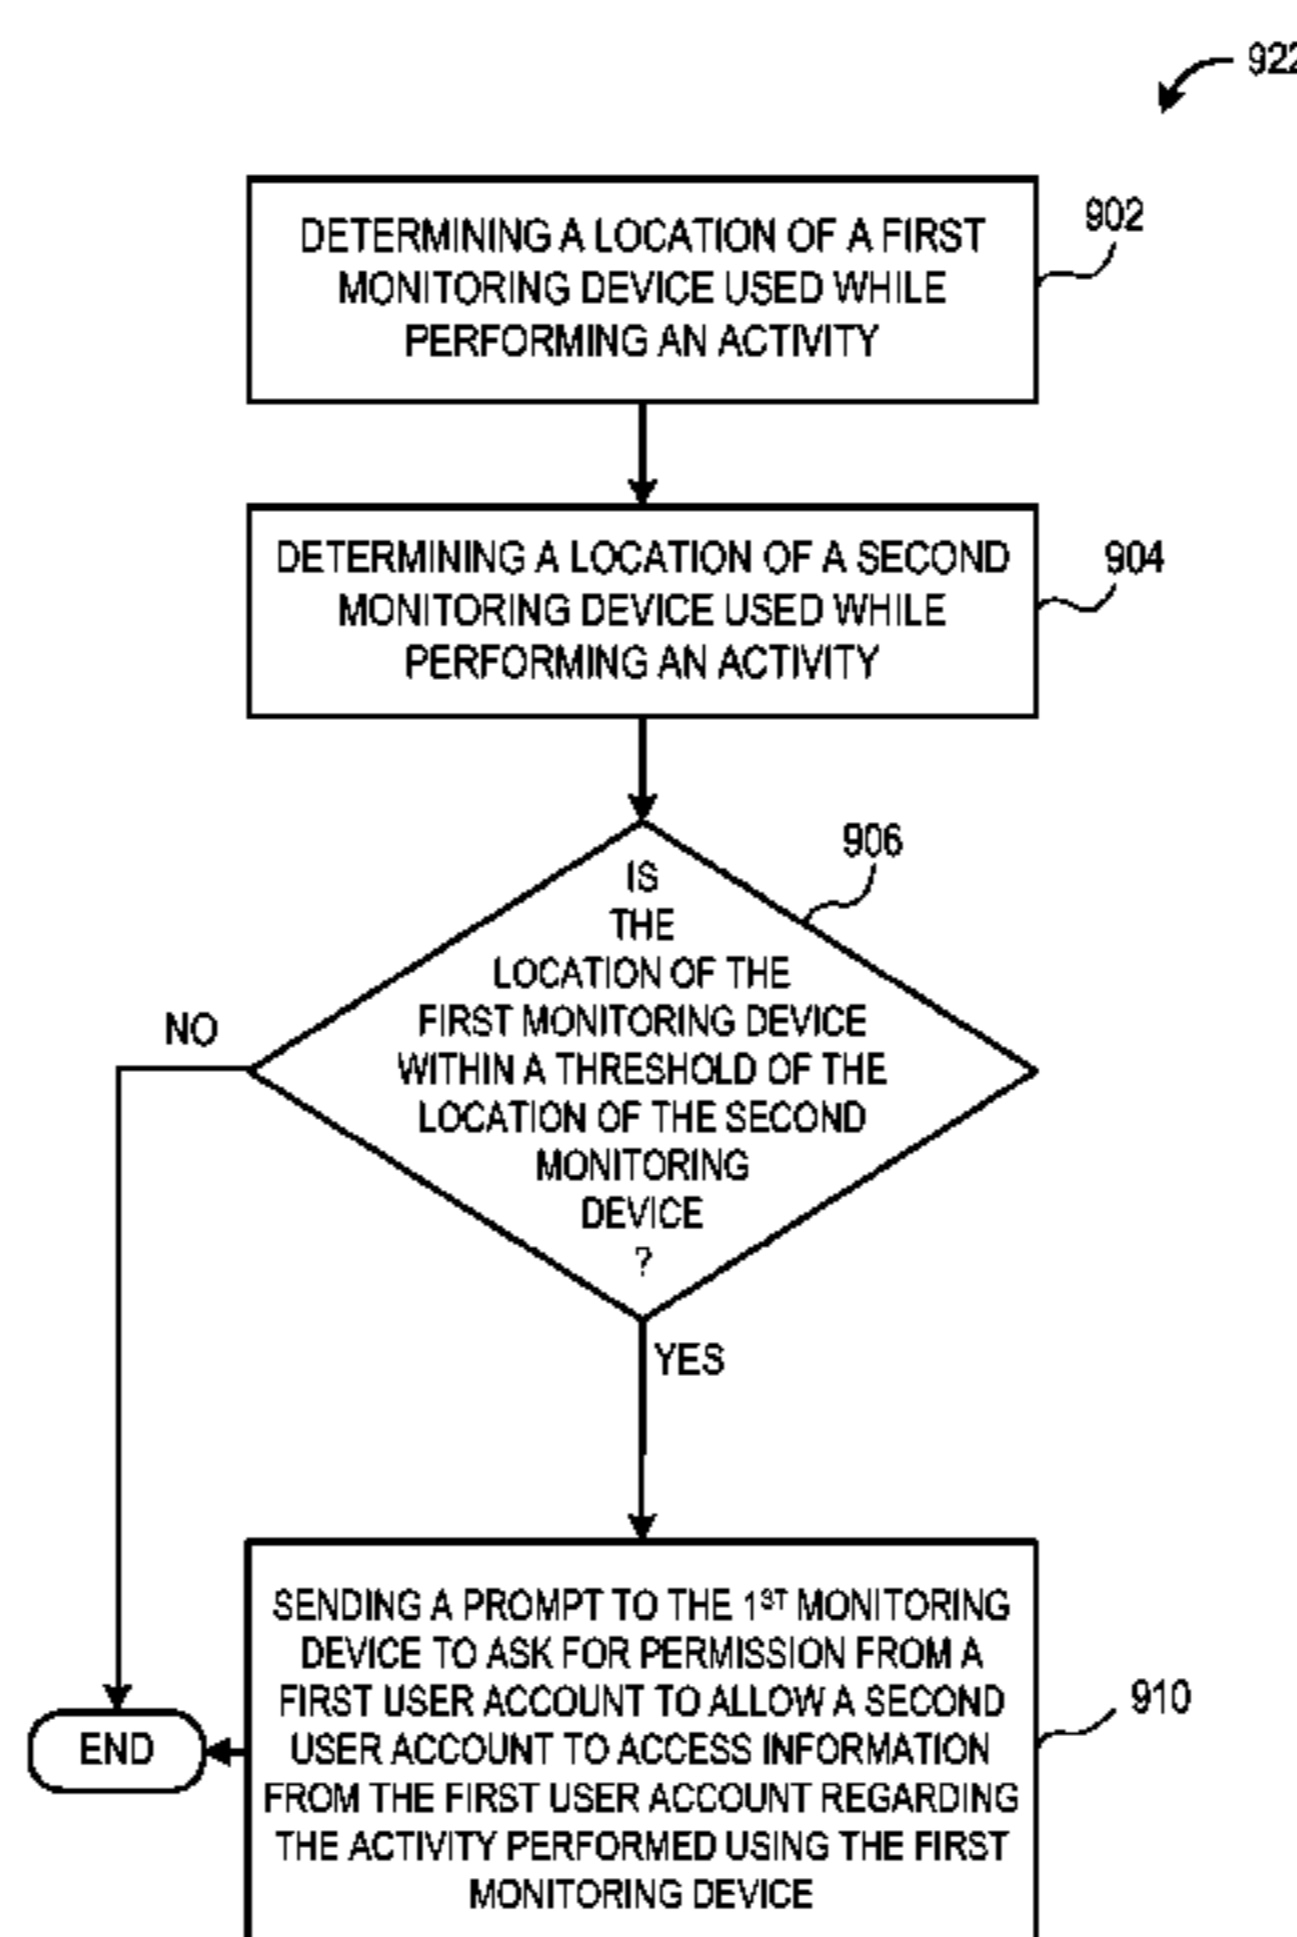 922
DETERMINING A LOCATION OF A FIRST
MONITORING DEVICE USED WHILE
PERFORMING AN ACTIVITY
902
DETERMINING A LOCATION OF A SECOND
MONITORING DEVICE USED WHILE
PERFORMING AN ACTIVITY
904
906
IS
THE
LOCATION OF THE
FIRST MONITORING DEVICE
WITHIN A THRESHOLD OF THE
LOCATION OF THE SECOND
MONITORING
DEVICE
?
NO
YES
SENDING A PROMPT TO THE 1ST MONITORING
DEVICE TO ASK FOR PERMISSION FROM A
FIRST USER ACCOUNT TO ALLOW A SECOND
USER ACCOUNT TO ACCESS INFORMATION
FROM THE FIRST USER ACCOUNT REGARDING
THE ACTIVITY PERFORMED USING THE FIRST
MONITORING DEVICE
910
END